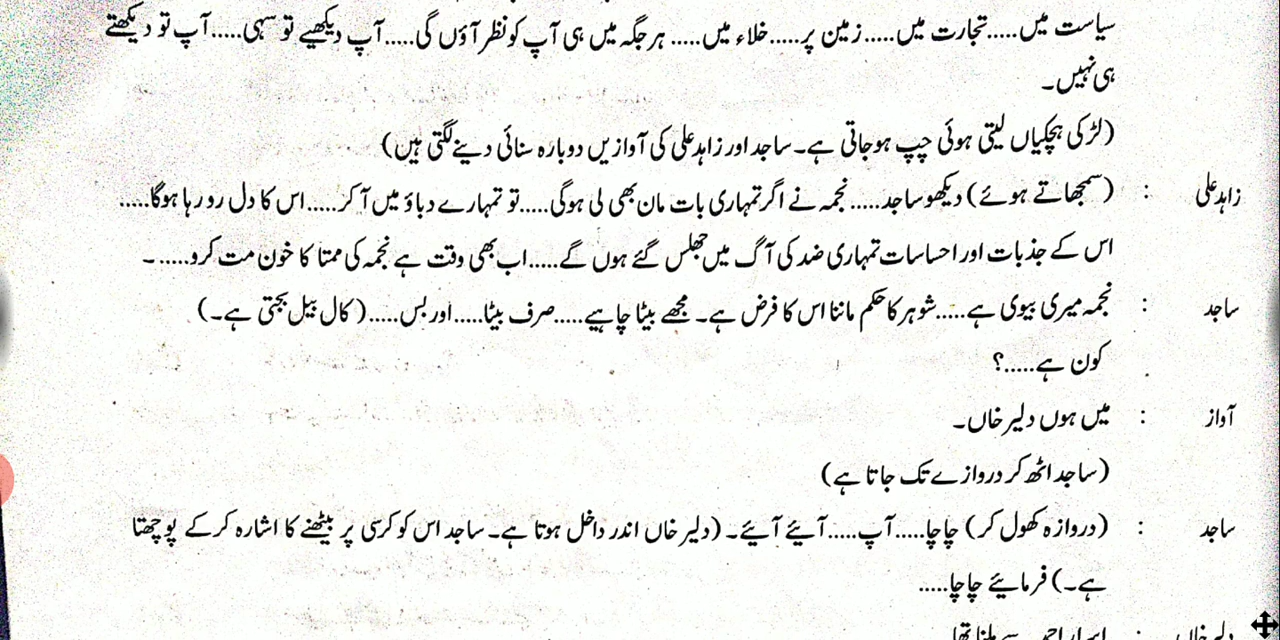 سیاست میں.....تجارت میں.....زمین پر.....خلاء میں.....ہر جگہ میں ہی آپ کو نظر آؤں گی.....آپ دیکھیے تو سہی.....آپ تو دیکھتے
ہی نہیں۔
(لڑکی ہچکیاں لیتی ہوئی چپ ہوجاتی ہے۔ ساجد اور زاہد علی کی آوازیں دوبارہ سنائی دینے لگتی ہیں)
زاہد علی : (سمجھاتے ہوئے) دیکھو ساجد.....نجمہ نے اگر تمہاری بات مان بھی لی ہوگی.....تو تمہارے دباؤ میں آکر.....اس کا دل رو رہا ہوگا.....
اس کے جذبات اور احساسات تمہاری ضد کی آگ میں جھلس گئے ہوں گے.....اب بھی وقت ہے نجمہ کی ممتا کا خون مت کرو.....۔
ساجد : نجمہ میری بیوی ہے.....شوہر کا حکم ماننا اس کا فرض ہے۔ مجھے بیٹا چاہیے.....صرف بیٹا.....اور بس.....(کال بیل بجتی ہے۔)
کون ہے.....؟
آواز : میں ہوں دلیر خاں۔
(ساجد اٹھ کر دروازے تک جاتا ہے)
ساجد : (دروازہ کھول کر) چاچا.....آپ.....آیئے آیئے۔ (دلیر خاں اندر داخل ہوتا ہے۔ ساجد اس کو کرسی پر بیٹھنے کا اشارہ کرکے پوچھتا
ہے۔) فرمایئے چاچا.....
دلیر خاں : سے ملنا تھا